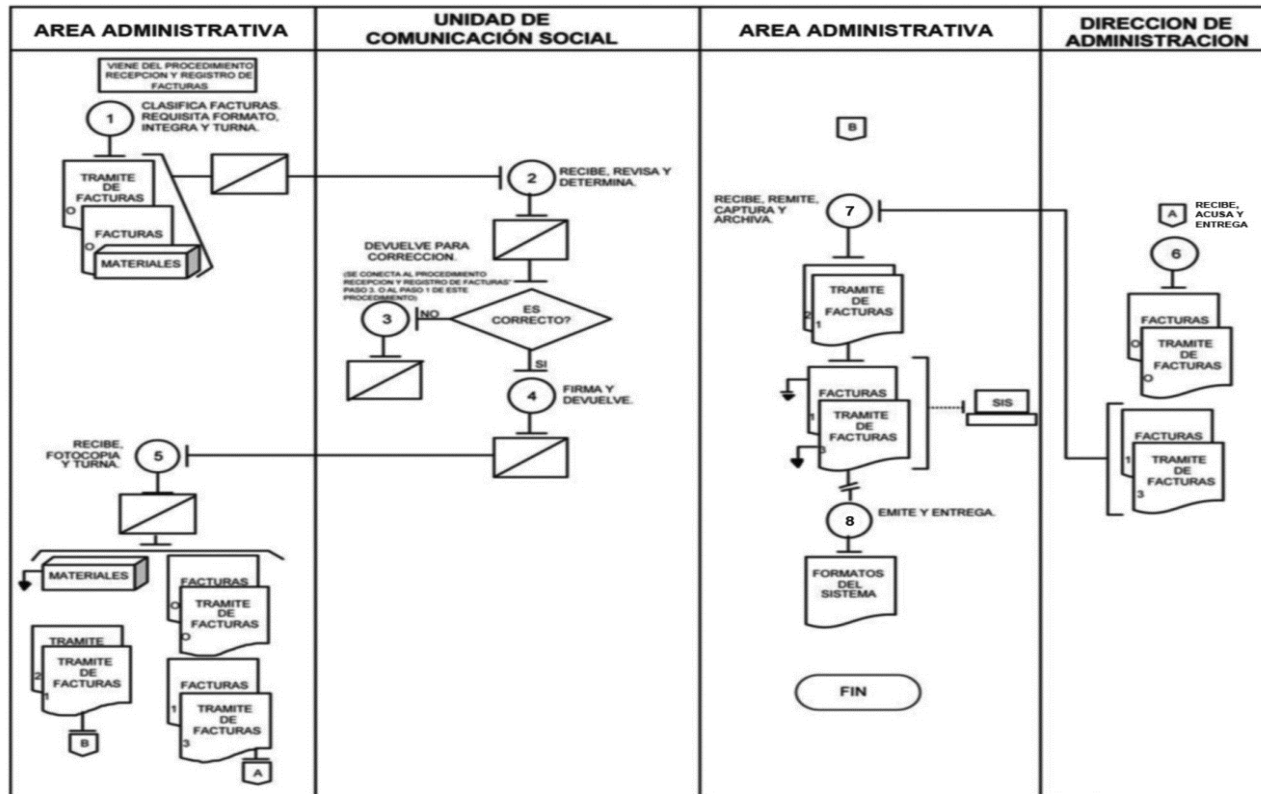 AREA ADMINISTRATIVA
UNIDAD DE
COMUNICACIÓN SOCIAL
AREA ADMINISTRATIVA
DIRECCION DE
ADMINISTRACION
VIENE DEL PROCEDIMIENTO
RECEPCION Y REGISTRO DE
FACTURAS
1
CLASIFICA FACTURAS.
REQUISITA FORMATO,
INTEGRA Y TURNA.
TRAMITE
DE
FACTURAS
O
FACTURAS
O
MATERIALES
2
RECIBE, REVISA Y
DETERMINA.
DEVUELVE PARA
CORRECCION.
(SE CONECTA AL PROCEDIMIENTO
RECEPCION Y REGISTRO DE FACTURAS"
PASO 3. O AL PASO 1 DE ESTE
PROCEDIMIENTO)
3
NO
ES
CORRECTO?
SI
4
FIRMA Y
DEVUELVE.
RECIBE,
FOTOCOPIA
Y TURNA.
5
MATERIALES
FACTURAS
O
TRAMITE
DE
FACTURAS
O
TRAMITE
2
TRAMITE
DE
FACTURAS
1
B
FACTURAS
1
TRAMITE
DE
FACTURAS
3
A
B
RECIBE, REMITE,
CAPTURA Y
ARCHIVA.
7
TRAMITE
DE
FACTURAS
2
1
FACTURAS
1
TRAMITE
DE
FACTURAS
3
SIS
8
EMITE Y ENTREGA.
FORMATOS
DEL
SISTEMA
FIN
A
RECIBE,
ACUSA Y
ENTREGA
6
FACTURAS
O
TRAMITE
DE
FACTURAS
O
FACTURAS
1
TRAMITE
DE
FACTURAS
3